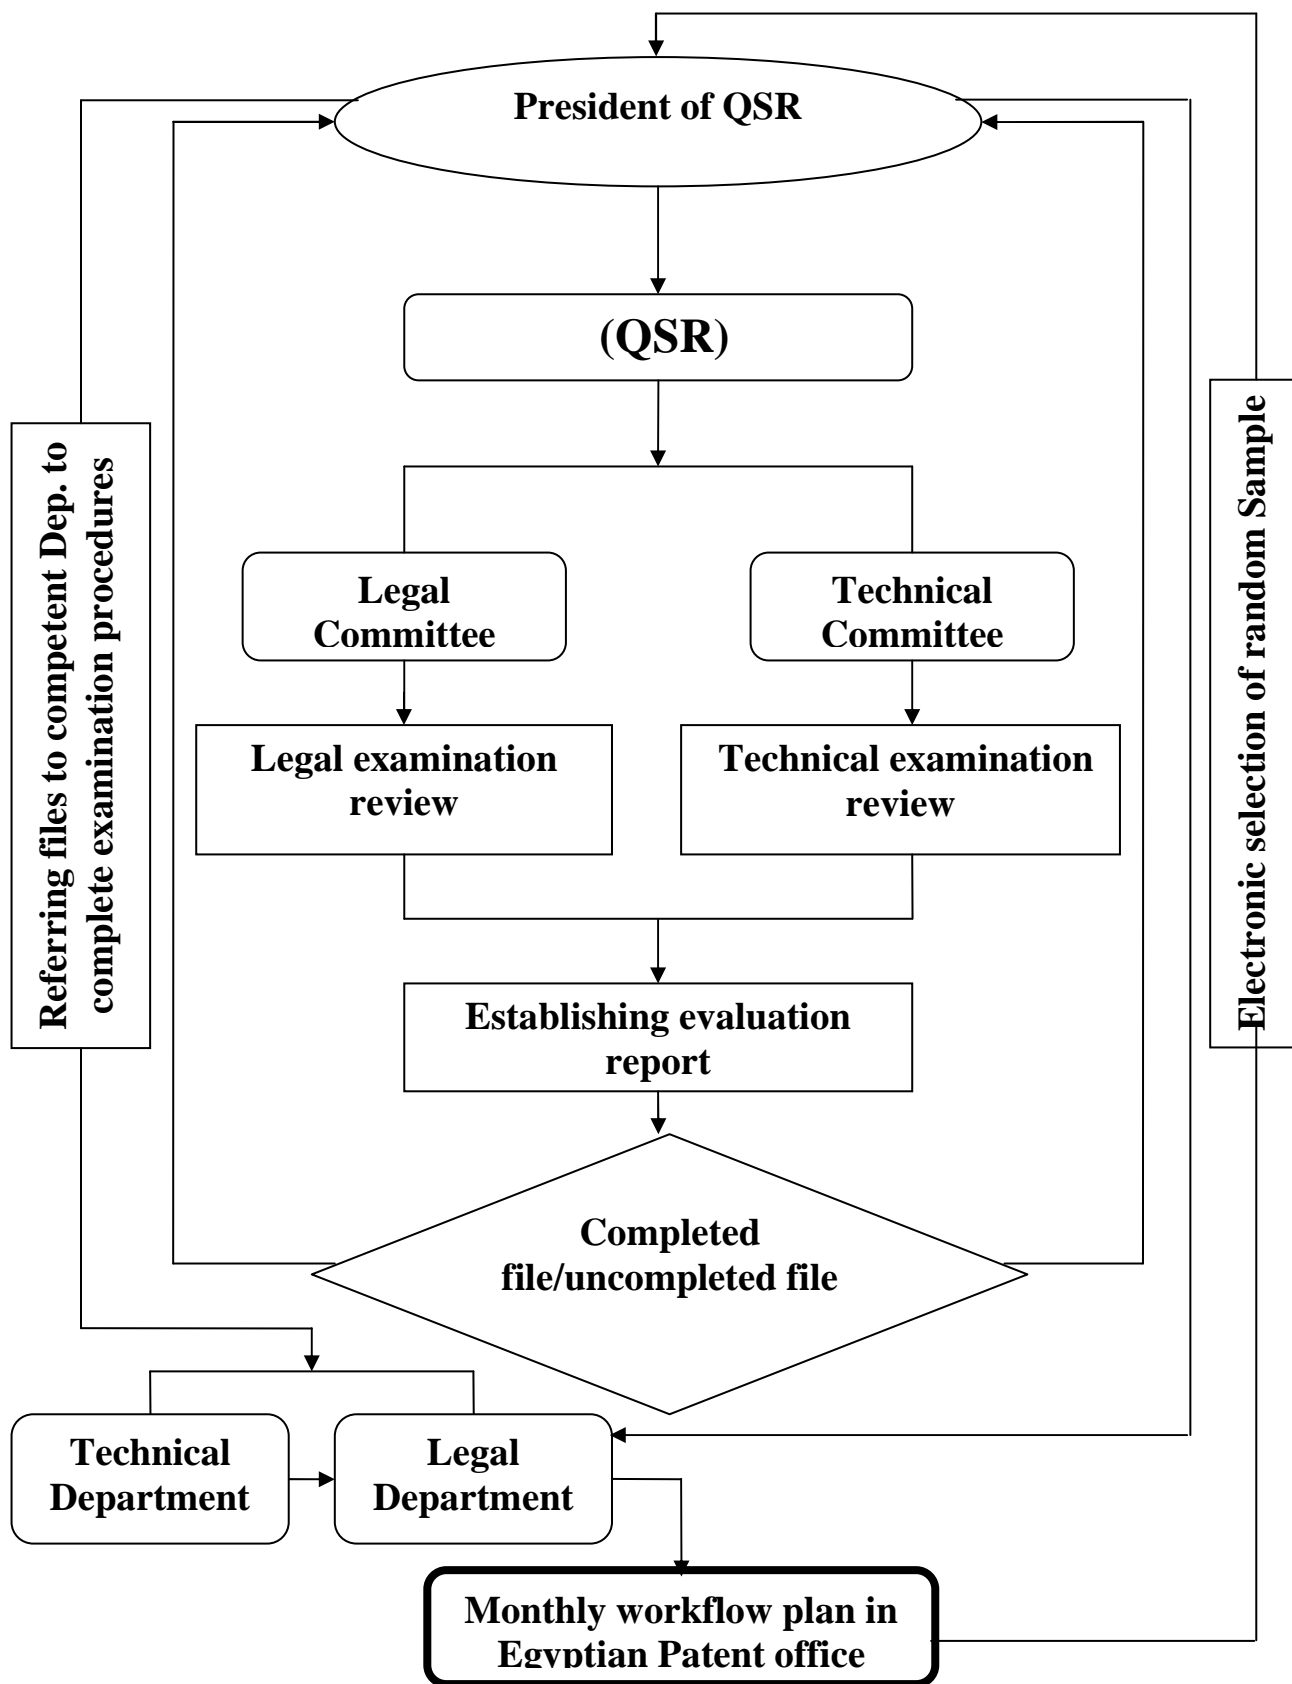 President of QSR
(QSR)
Referring files to competent Dep. to
complete examination procedures
Electronic selection of random Sample
Legal
Committee
Technical
Committee
Legal examination
review
Technical examination
review
Establishing evaluation
report
Completed
file/uncompleted file
Technical
Department
Legal
Department
Monthly workflow plan in
Egyptian Patent office